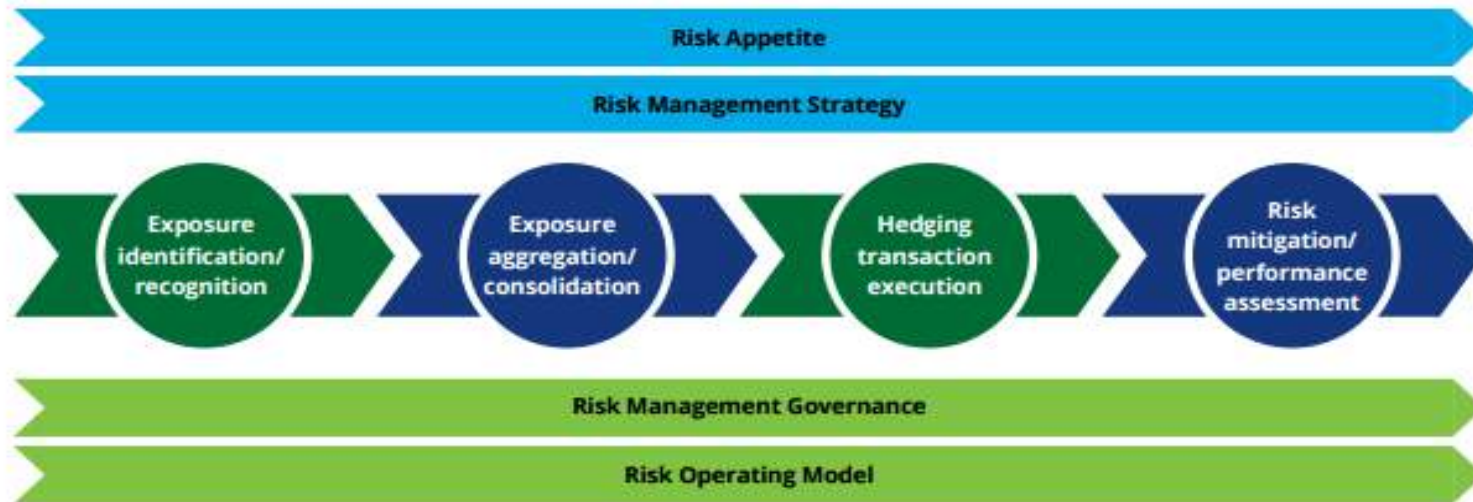 Risk Appetite
Risk Management Strategy
Exposure
identification/
recognition
Exposure
aggregation/
consolidation
Hedging
transaction
execution
Risk
mitigation/
performance
assessment
Risk Management Governance
Risk Operating Model